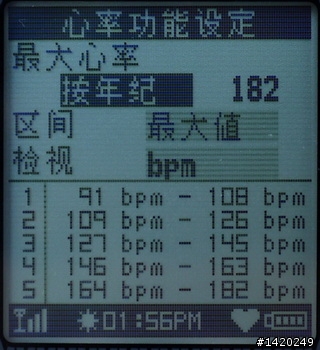 心率功能设定
最大心率
按年纪 182
区间 最大值
检视 bpm
1 91 bpm - 108 bpm
2 109 bpm - 126 bpm
3 127 bpm - 145 bpm
4 146 bpm - 163 bpm
5 164 bpm - 182 bpm
01:56PM
#1420249